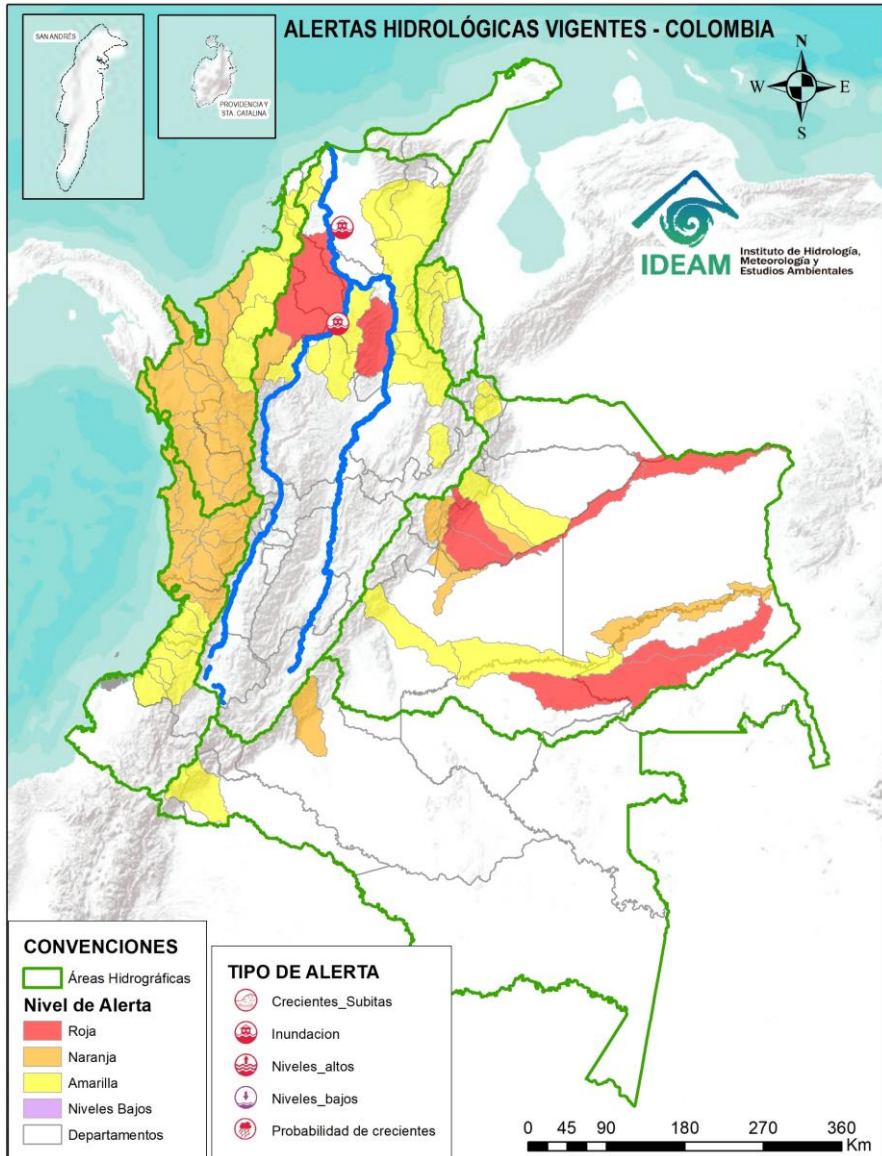 ALERTAS HIDROLÓGICAS VIGENTES - COLOMBIA
SAN ANDRÉS
PROVIDENCIA Y
STA. CATALINA
N
W
E
S
IDEAM
Instituto de Hidrología,
Meteorología y
Estudios Ambientales
CONVENCIONES
Áreas Hidrográficas
Nivel de Alerta
Roja
Naranja
Amarilla
Niveles Bajos
Departamentos
TIPO DE ALERTA
Crecientes_Subitas
Inundacion
Niveles_altos
Niveles_bajos
Probabilidad de crecientes
0 45 90 180 270 360
Km